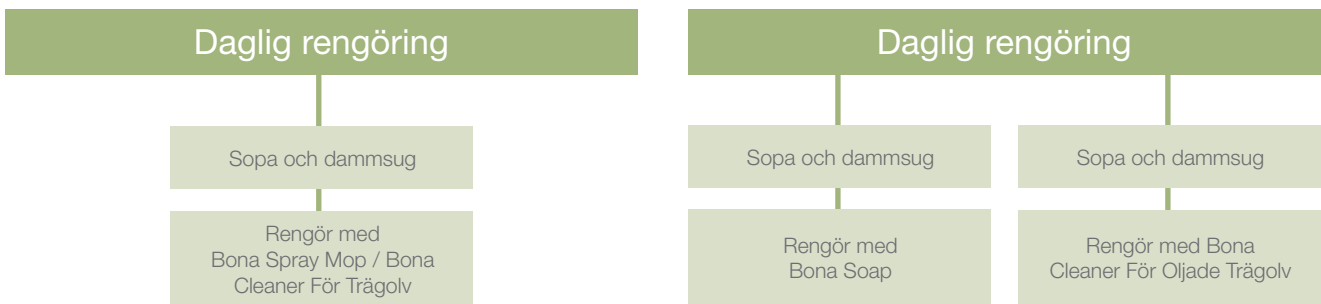 Daglig rengöring
Sopa och dammsug
Rengör med
Bona Spray Mop / Bona
Cleaner För Trägolv
Daglig rengöring
Sopa och dammsug
Rengör med
Bona Soap
Sopa och dammsug
Rengör med Bona
Cleaner För Oljade Trägolv